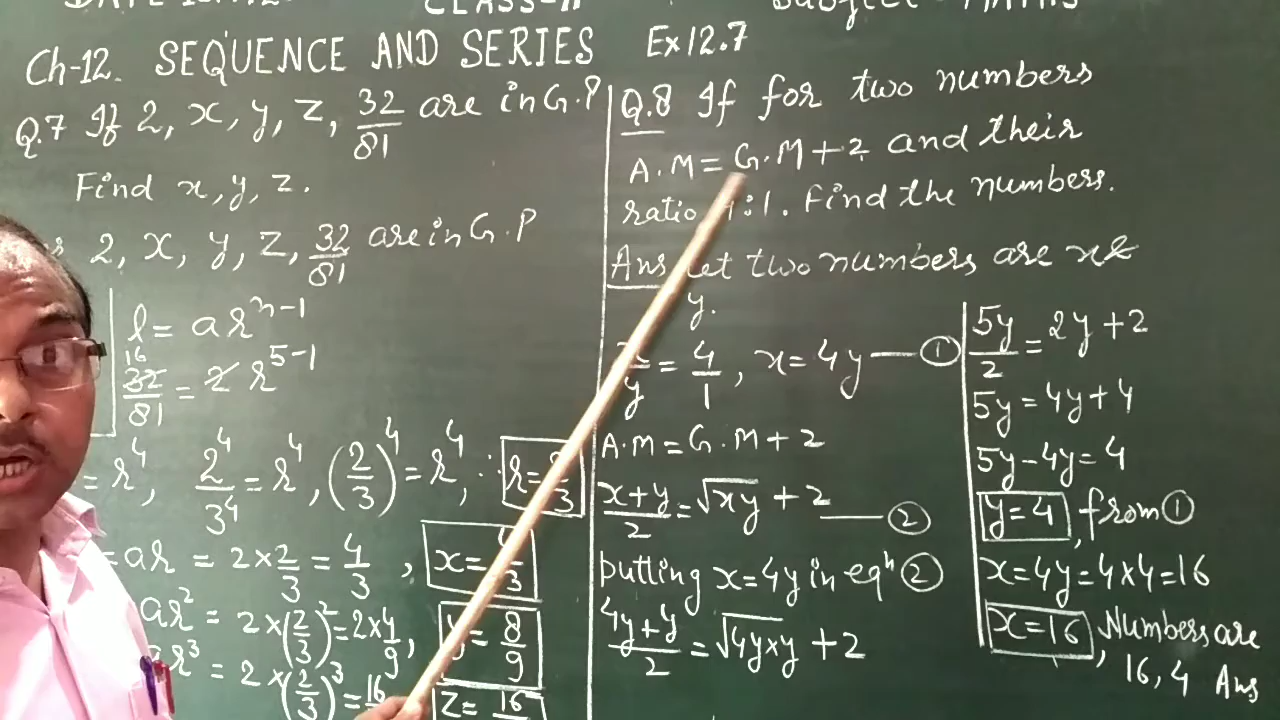 CLASS-11
MATHS
Ch-12. SEQUENCE AND SERIES Ex 12.7
Q.7 If 2, x, y, z, 32/81 are in G.P
Find x, y, z.
2, x, y, z, 32/81 are in G.P
l = ar^(n-1)
16
32/81 = 2 r^(5-1)
= r^4, 2^4/3^4 = r^4, (2/3)^4 = r^4, ∴ r = /3
= ar = 2×2/3 = 4/3, x = /3
ar^2 = 2×(2/3)^2 = 2×4/9, y = 8/9
ar^3 = 2×(2/3)^3 = 16 z = 16
Q.8 If for two numbers
A.M = G.M + 2 and their
ratio 4:1. Find the numbers.
Ans let two numbers are x &
y.
x/y = 4/1, x = 4y — ①
A.M = G.M + 2
(x+y)/2 = √xy + 2 — ②
putting x = 4y in eqn ②
(4y+y)/2 = √4y×y + 2
5y/2 = 2y + 2
5y = 4y + 4
5y - 4y = 4
y = 4, from ①
x = 4y = 4×4 = 16
x = 16, Numbers are
16, 4 Ans